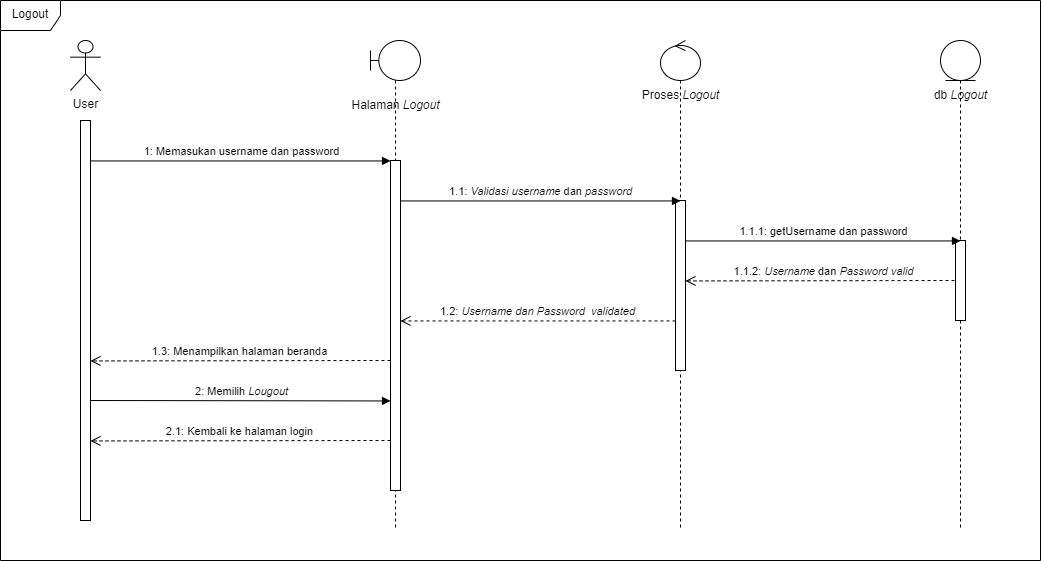 Logout
User
Halaman Logout
Proses Logout
db Logout
1: Memasukan username dan password
1.1: Validasi username dan password
1.1.1: getUsername dan password
1.1.2: Username dan Password valid
1.2: Username dan Password validated
1.3: Menampilkan halaman beranda
2: Memilih Lougout
2.1: Kembali ke halaman login